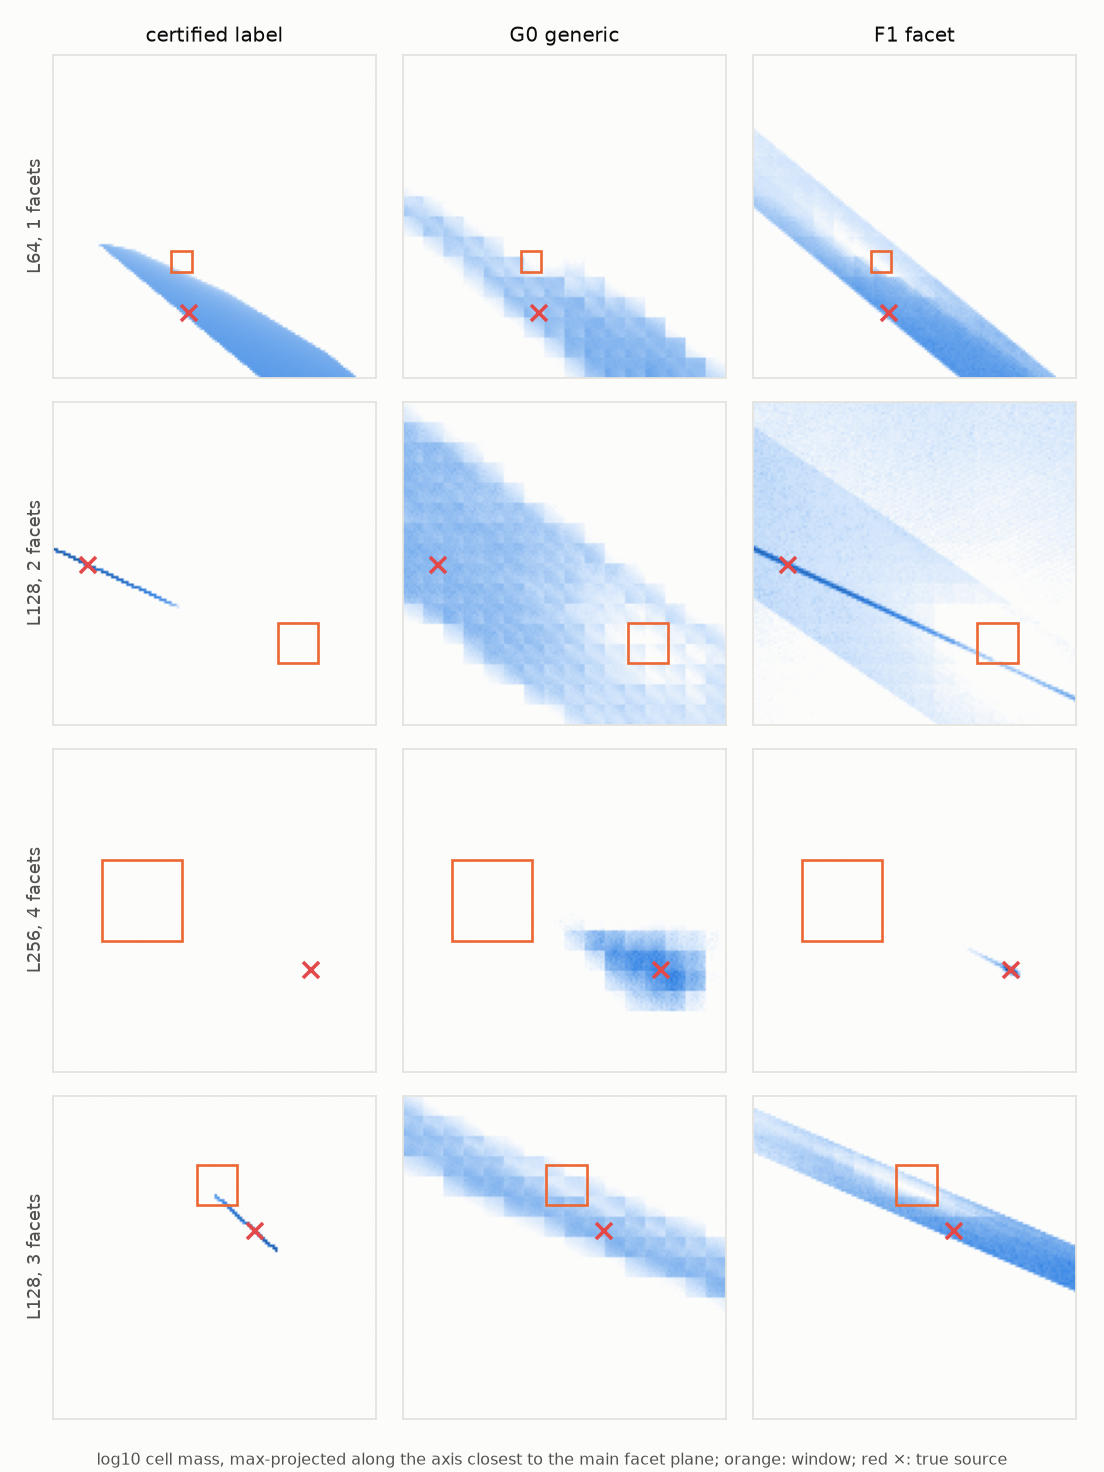 certified label
G0 generic
F1 facet
L64, 1 facets
L128, 2 facets
L256, 4 facets
L128, 3 facets
log10 cell mass, max-projected along the axis closest to the main facet plane; orange: window; red ×: true source